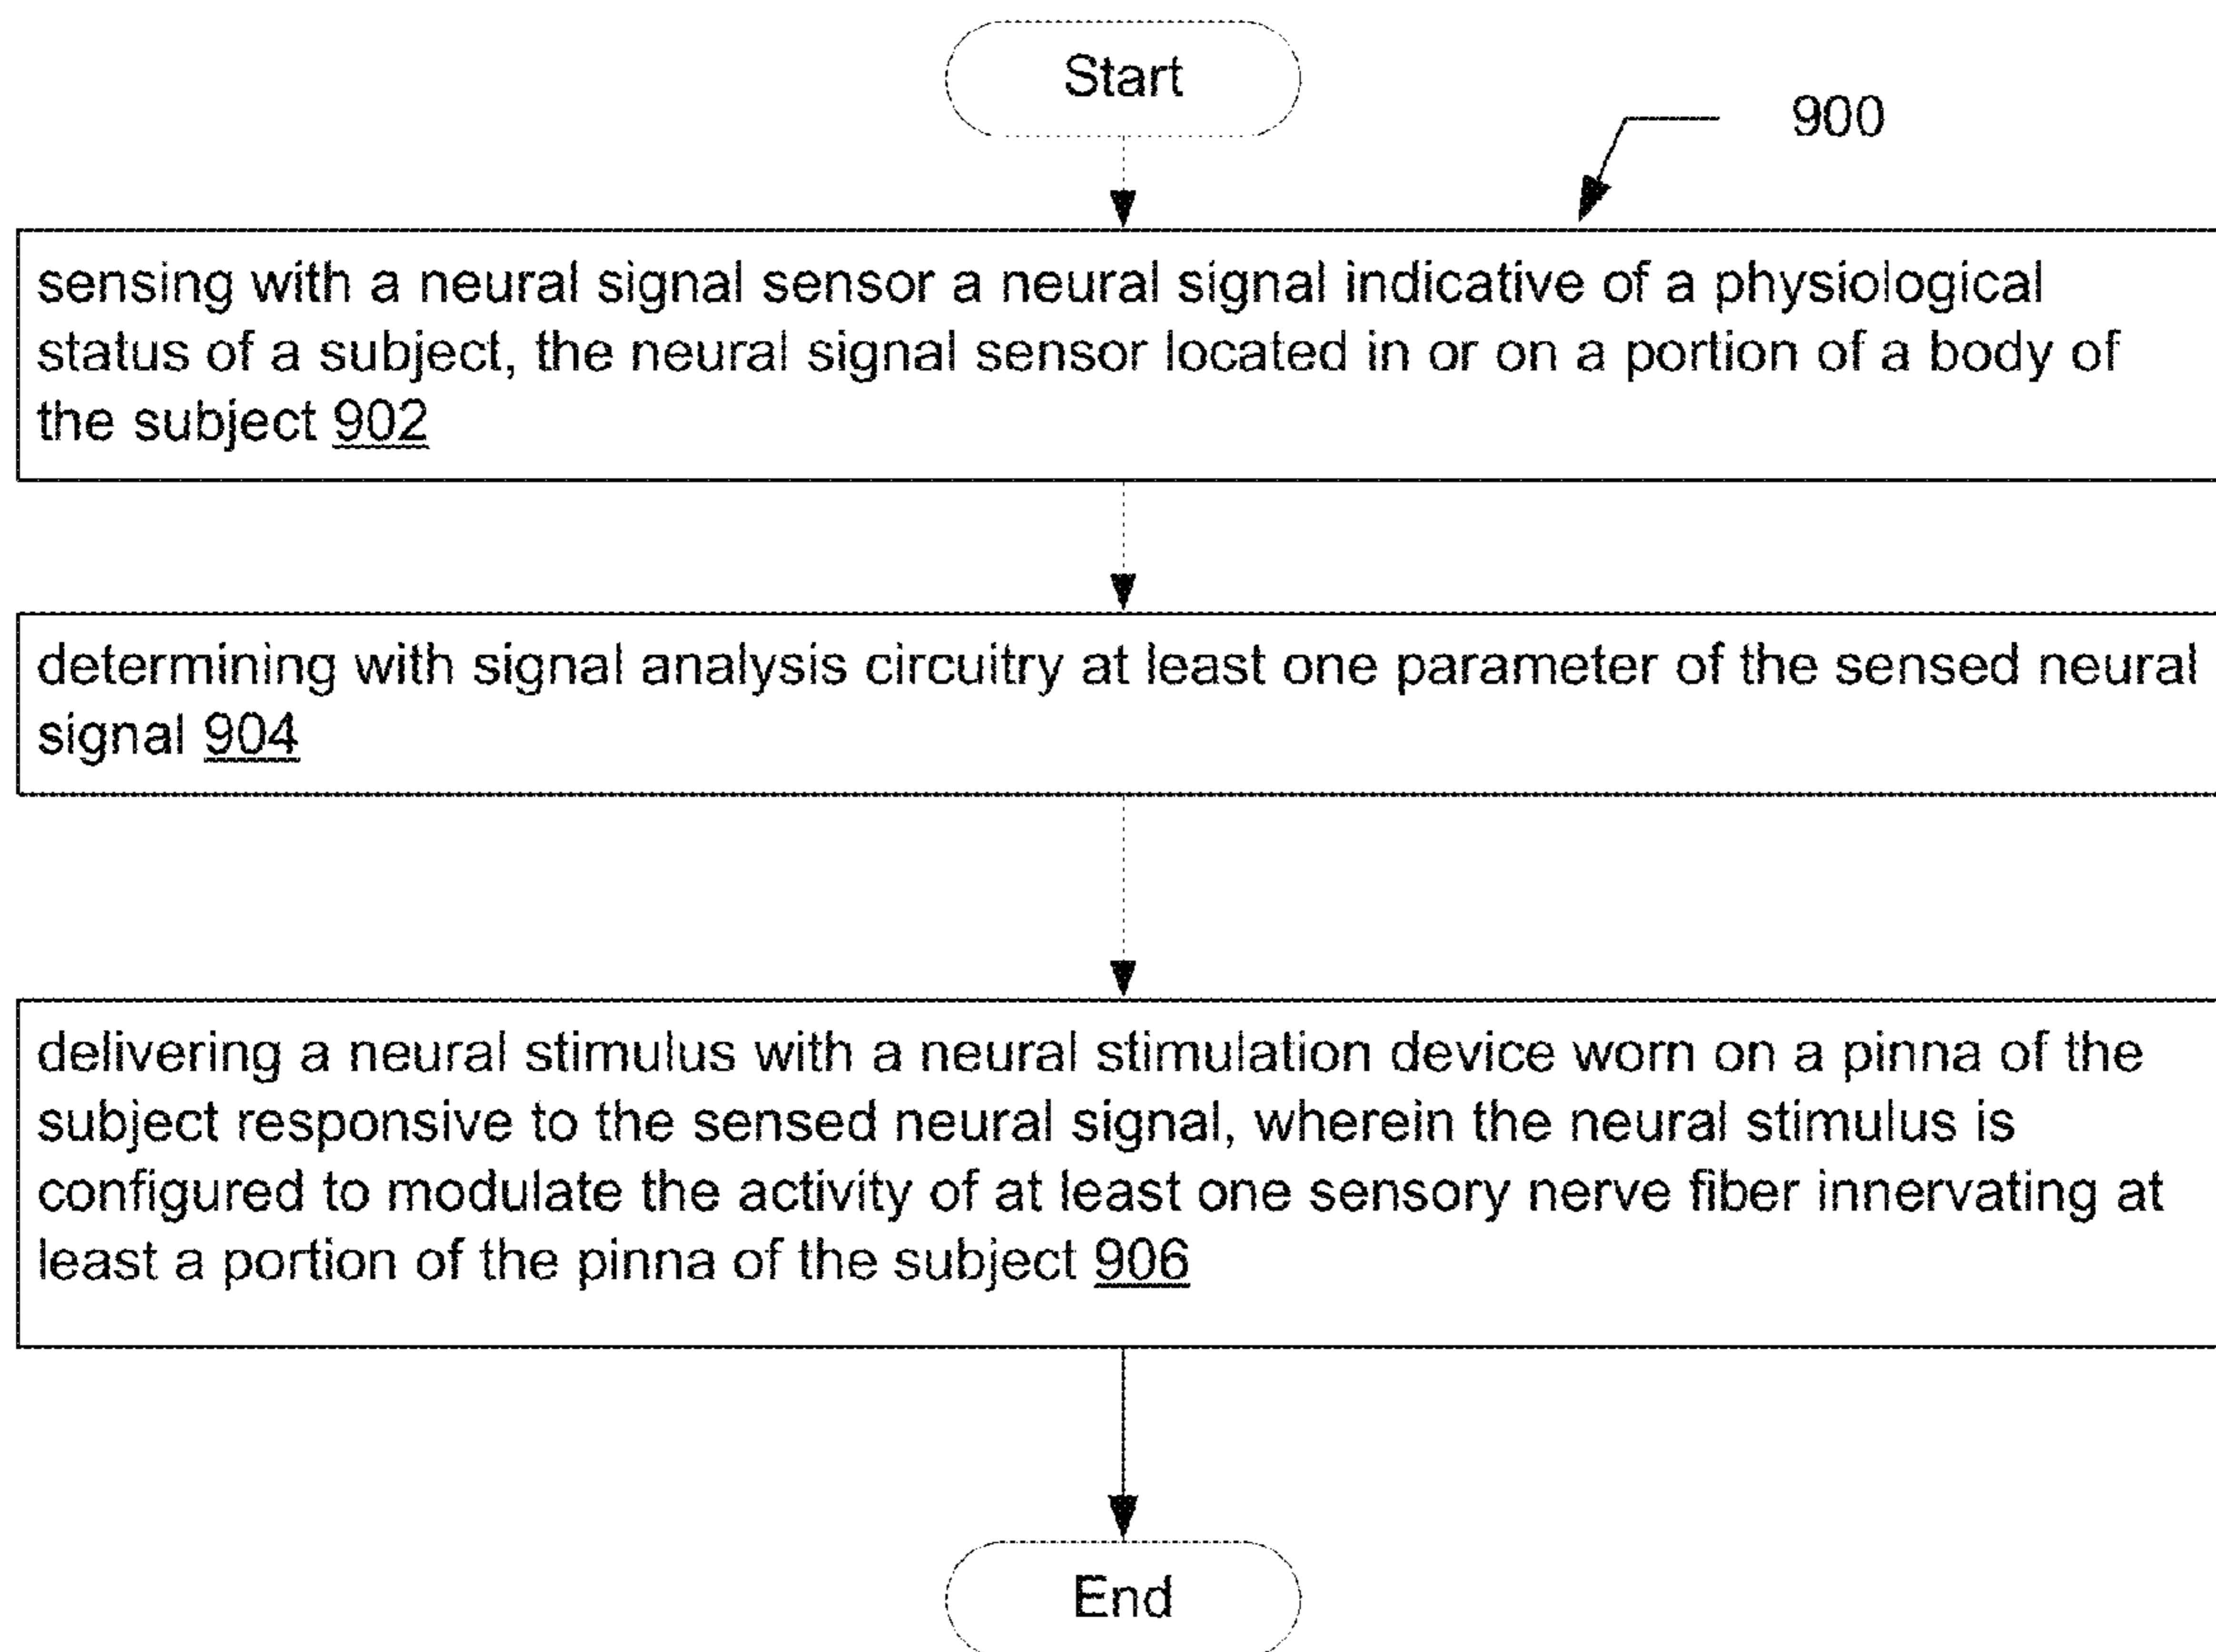 Start
900
sensing with a neural signal sensor a neural signal indicative of a physiological
status of a subject, the neural signal sensor located in or on a portion of a body of
the subject 902
determining with signal analysis circuitry at least one parameter of the sensed neural
signal 904
delivering a neural stimulus with a neural stimulation device worn on a pinna of the
subject responsive to the sensed neural signal, wherein the neural stimulus is
configured to modulate the activity of at least one sensory nerve fiber innervating at
least a portion of the pinna of the subject 906
End